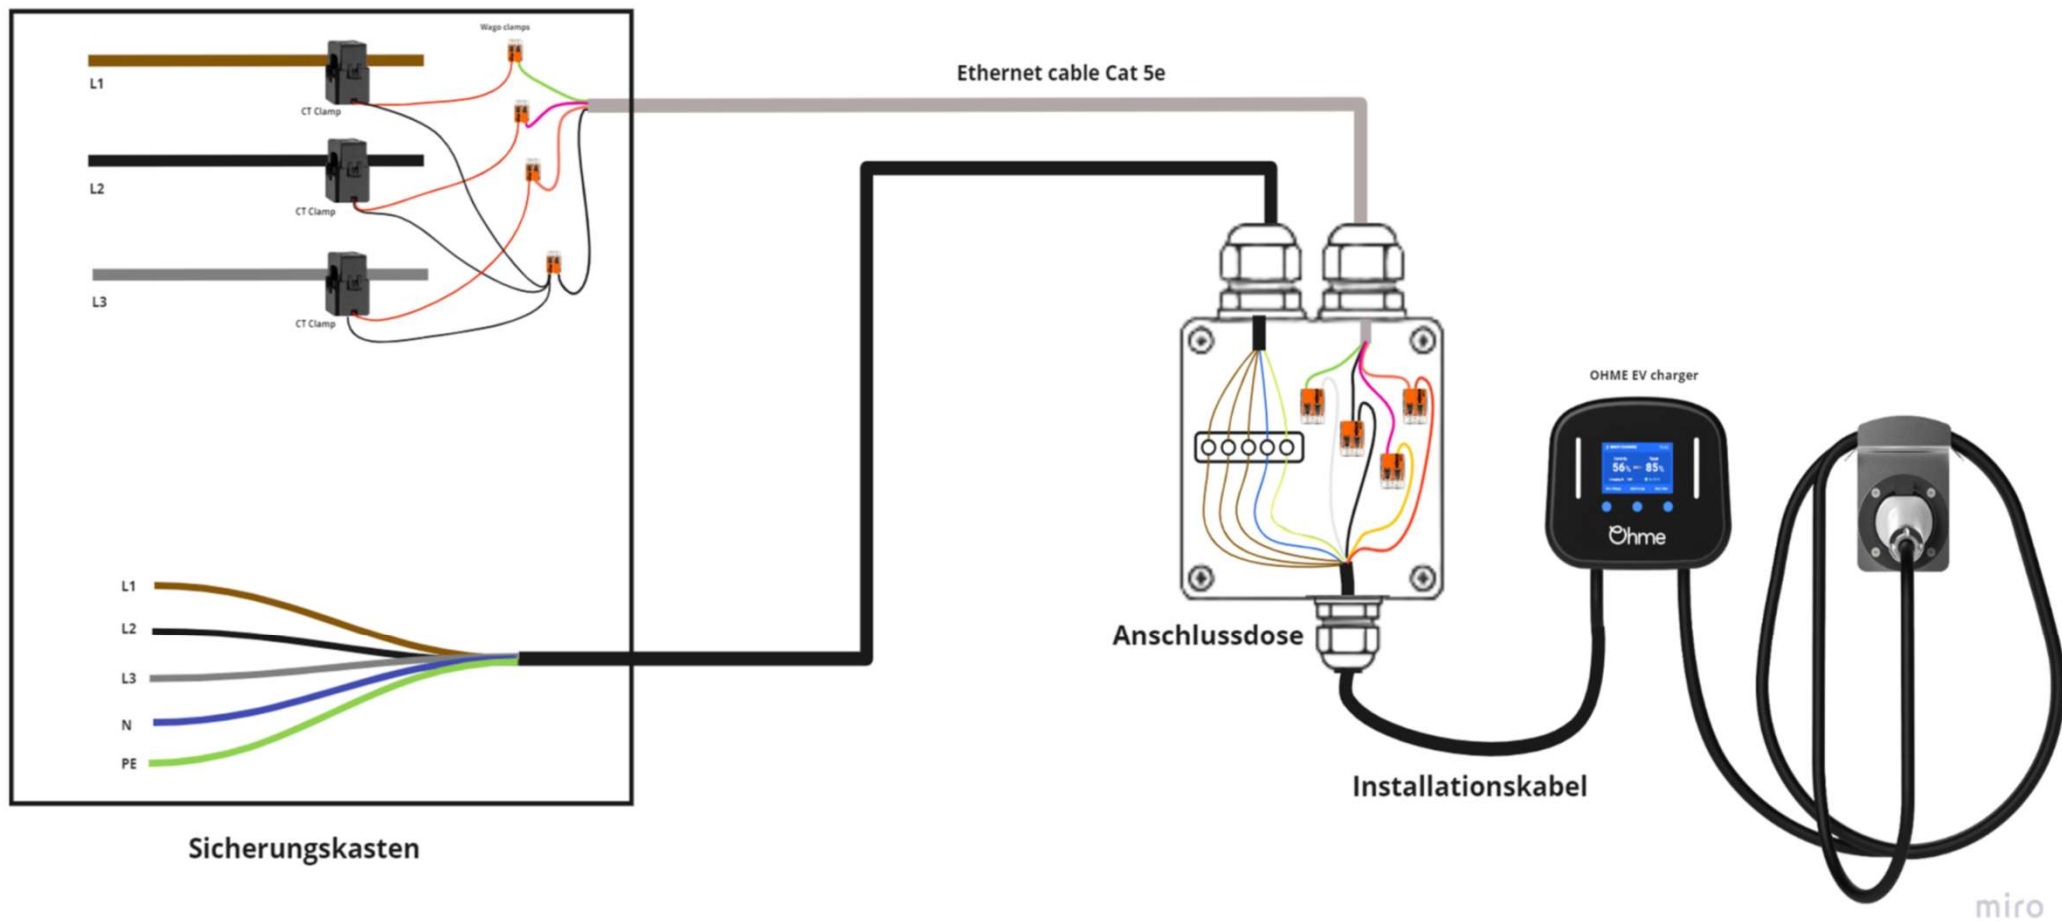 Wago clamps
L1
CT Clamp
Ethernet cable Cat 5e
L2
CT Clamp
L3
CT Clamp
OHME EV charger
56%
85%
Ohme
L1
L2
L3
N
PE
Anschlussdose
Installationskabel
Sicherungskasten
miro